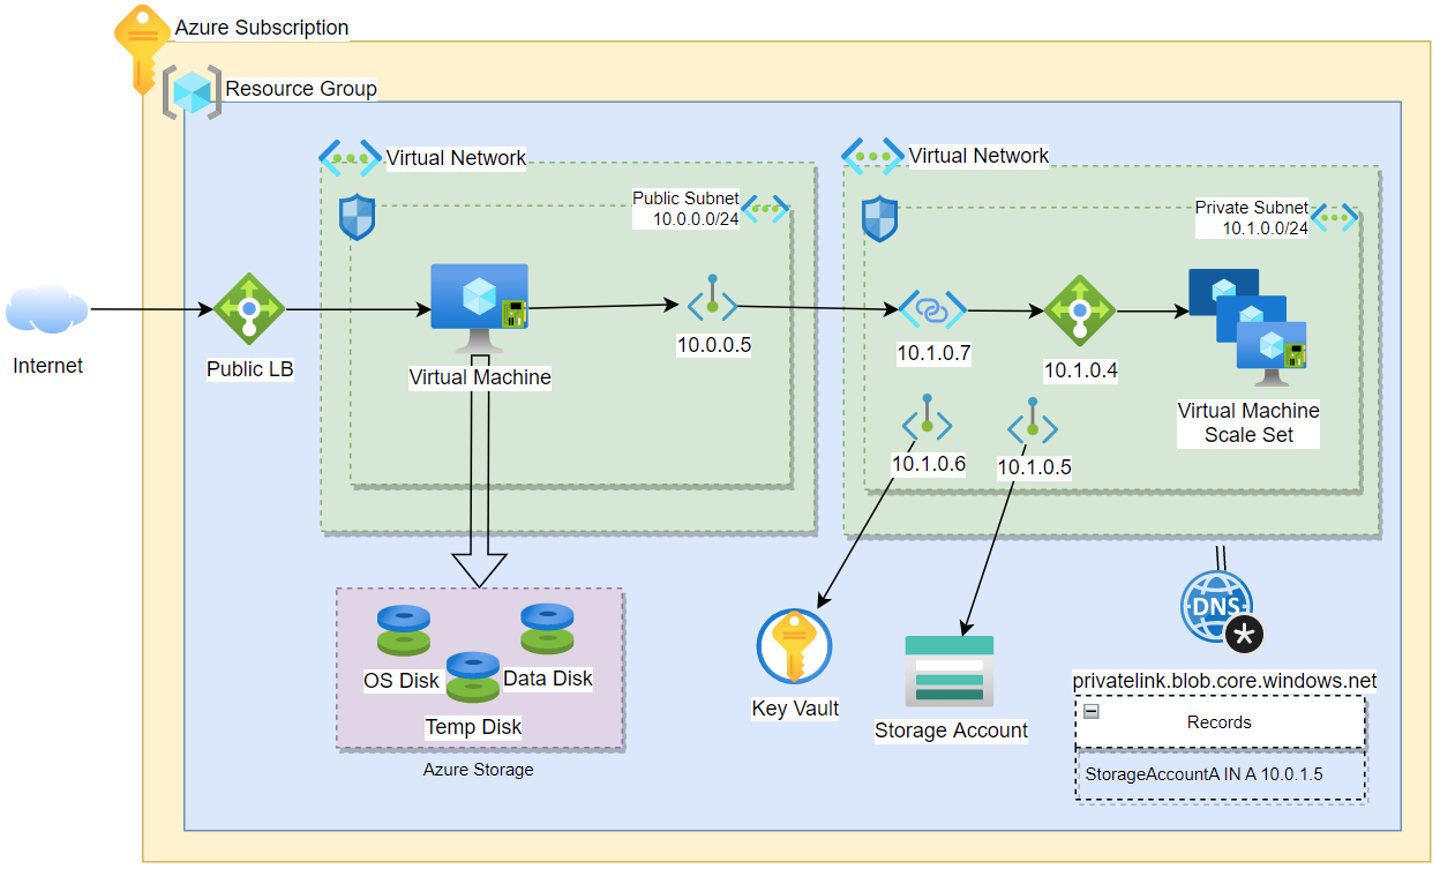 Azure Subscription
Resource Group
Virtual Network
Virtual Network
Public Subnet
10.0.0.0/24
Private Subnet
10.1.0.0/24
Internet
Public LB
Virtual Machine
10.0.0.5
10.1.0.7
10.1.0.4
Virtual Machine
Scale Set
10.1.0.6
10.1.0.5
OS Disk
Data Disk
Temp Disk
Azure Storage
Key Vault
Storage Account
DNS
*
privatelink.blob.core.windows.net
Records
StorageAccountA IN A 10.0.1.5